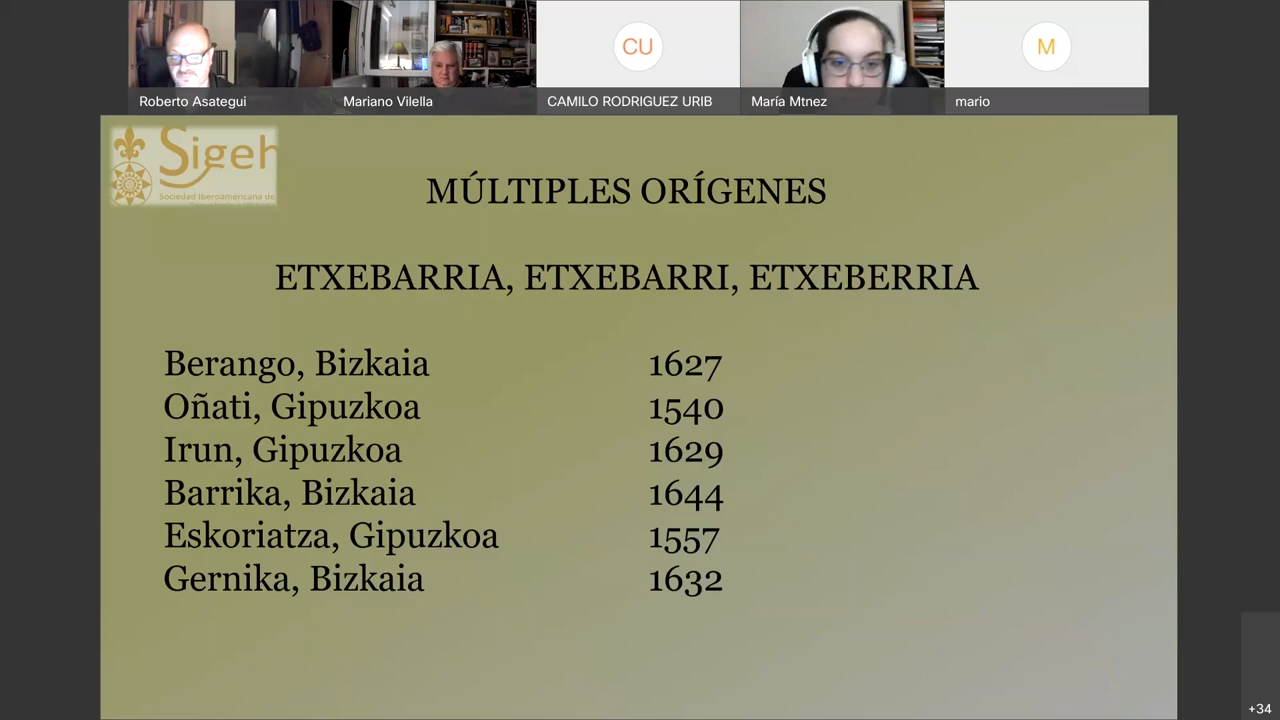 CU
M
Roberto Asategui
Mariano Vilella
CAMILO RODRIGUEZ URIB
María Mtnez
mario
Sigeh
Sociedad Iberoamericana de
MÚLTIPLES ORÍGENES
ETXEBARRIA, ETXEBARRI, ETXEBERRIA
Berango, Bizkaia 1627
Oñati, Gipuzkoa 1540
Irun, Gipuzkoa 1629
Barrika, Bizkaia 1644
Eskoriatza, Gipuzkoa 1557
Gernika, Bizkaia 1632
+34